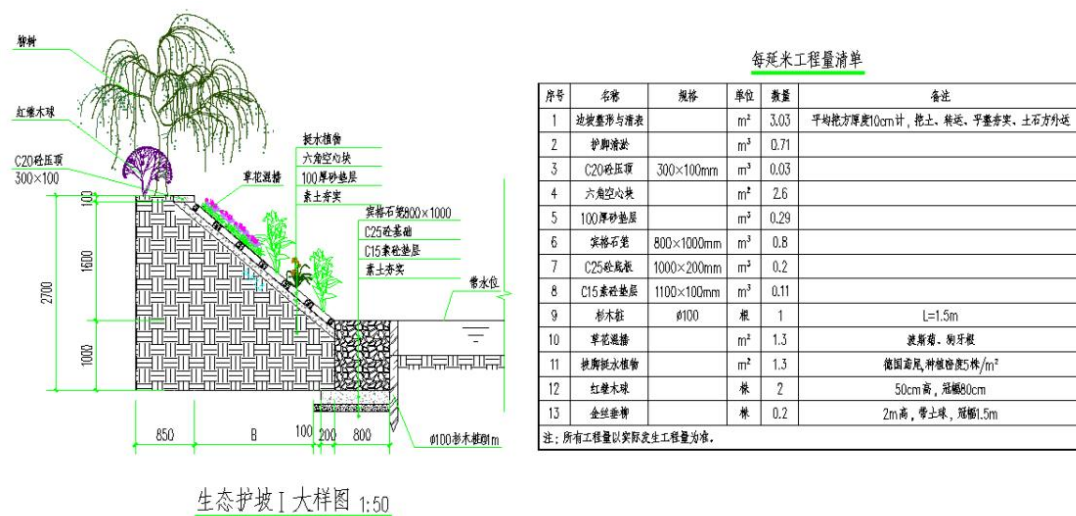 柳树
红继木球
C20砼压顶
300×100
草花混播
挺水植物
六角空心块
100厚砂垫层
素土夯实
宾格石笼800×1000
C25砼基础
C15素砼垫层
素土夯实
常水位
100
1600
2700
1000
850
B
100
200
800
Ø100杉木桩@1m
生态护坡Ⅰ大样图 1:50
每延米工程量清单
序号 名称 规格 单位 数量 备注
1 边坡整形与清表 m² 3.03 平均挖方厚度10cm计，挖土、转运、平整夯实、土石方外运
2 护脚清淤 m³ 0.71
3 C20砼压顶 300×100mm m³ 0.03
4 六角空心块 m² 2.6
5 100厚砂垫层 m³ 0.29
6 宾格石笼 800×1000mm m³ 0.8
7 C25砼底板 1000×200mm m³ 0.2
8 C15素砼垫层 1100×100mm m³ 0.11
9 杉木桩 Ø100 根 1 L=1.5m
10 草花混播 m² 1.3 波斯菊、狗牙根
11 坡脚挺水植物 m² 1.3 德国鸢尾，种植密度5株/m²
12 红继木球 株 2 50cm高，冠幅80cm
13 金丝垂柳 株 0.2 2m高，带土球，冠幅1.5m
注：所有工程量以实际发生工程量为准。